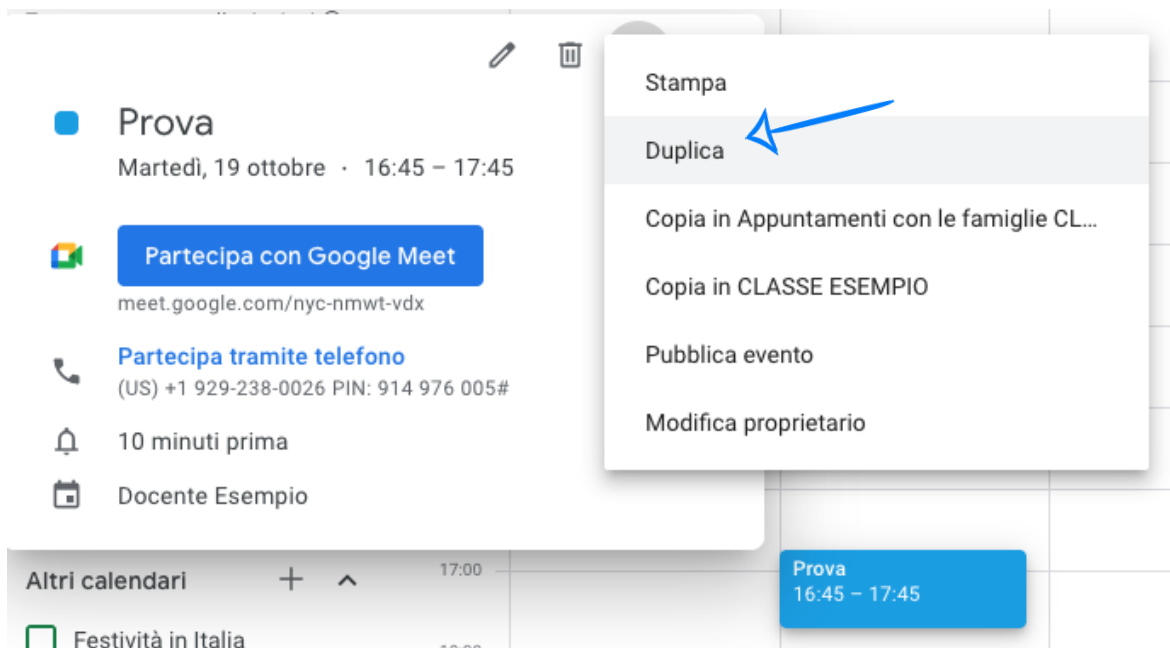 Prova
Martedì, 19 ottobre · 16:45 – 17:45
Partecipa con Google Meet
meet.google.com/nyc-nmwt-vdx
Partecipa tramite telefono
(US) +1 929-238-0026 PIN: 914 976 005#
10 minuti prima
Docente Esempio
Stampa
Duplica
Copia in Appuntamenti con le famiglie CL...
Copia in CLASSE ESEMPIO
Pubblica evento
Modifica proprietario
Altri calendari
Festività in Italia
17:00
Prova
16:45 – 17:45